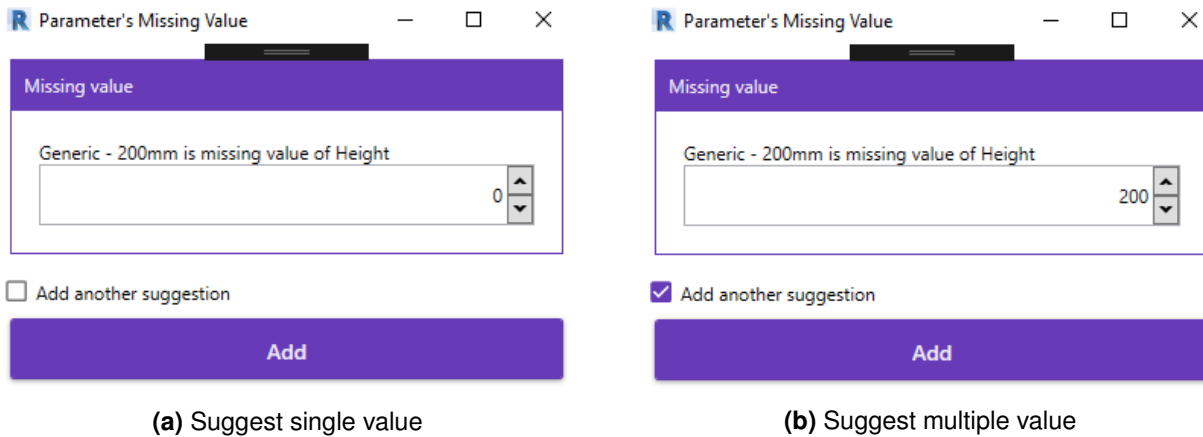 Parameter's Missing Value
Missing value
Generic - 200mm is missing value of Height
0
Add another suggestion
Add
(a) Suggest single value
Parameter's Missing Value
Missing value
Generic - 200mm is missing value of Height
200
Add another suggestion
Add
(b) Suggest multiple value